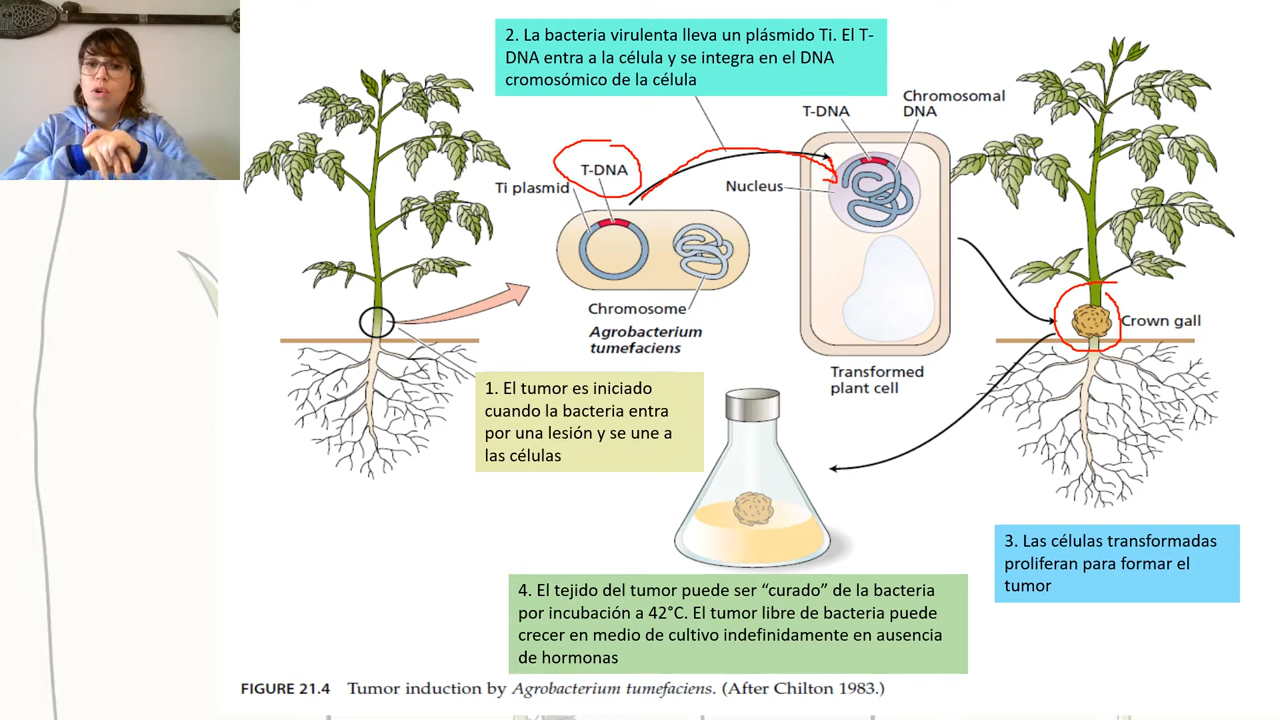 2. La bacteria virulenta lleva un plásmido Ti. El T-
DNA entra a la célula y se integra en el DNA
cromosómico de la célula
T-DNA
Chromosomal
DNA
T-DNA
Ti plasmid
Nucleus
Chromosome
Agrobacterium
tumefaciens
Crown gall
Transformed
plant cell
1. El tumor es iniciado
cuando la bacteria entra
por una lesión y se une a
las células
3. Las células transformadas
proliferan para formar el
tumor
4. El tejido del tumor puede ser “curado” de la bacteria
por incubación a 42°C. El tumor libre de bacteria puede
crecer en medio de cultivo indefinidamente en ausencia
de hormonas
FIGURE 21.4 Tumor induction by Agrobacterium tumefaciens. (After Chilton 1983.)